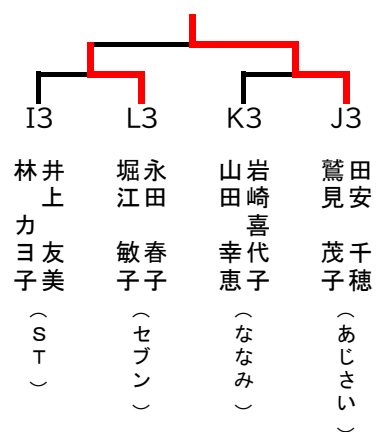 I3 L3 K3 J3
井上 友美
林 カヨ子
（ST）
永田 春子
堀江 敏子
（セブン）
岩崎喜代子
山田 幸恵
（ななみ）
田安 千穂
鷲見 茂子
（あじさい）